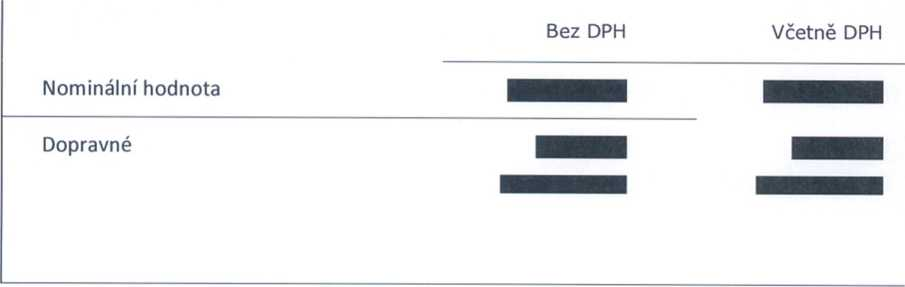 Bez DPH Včetně DPH
Nominální hodnota
Dopravné